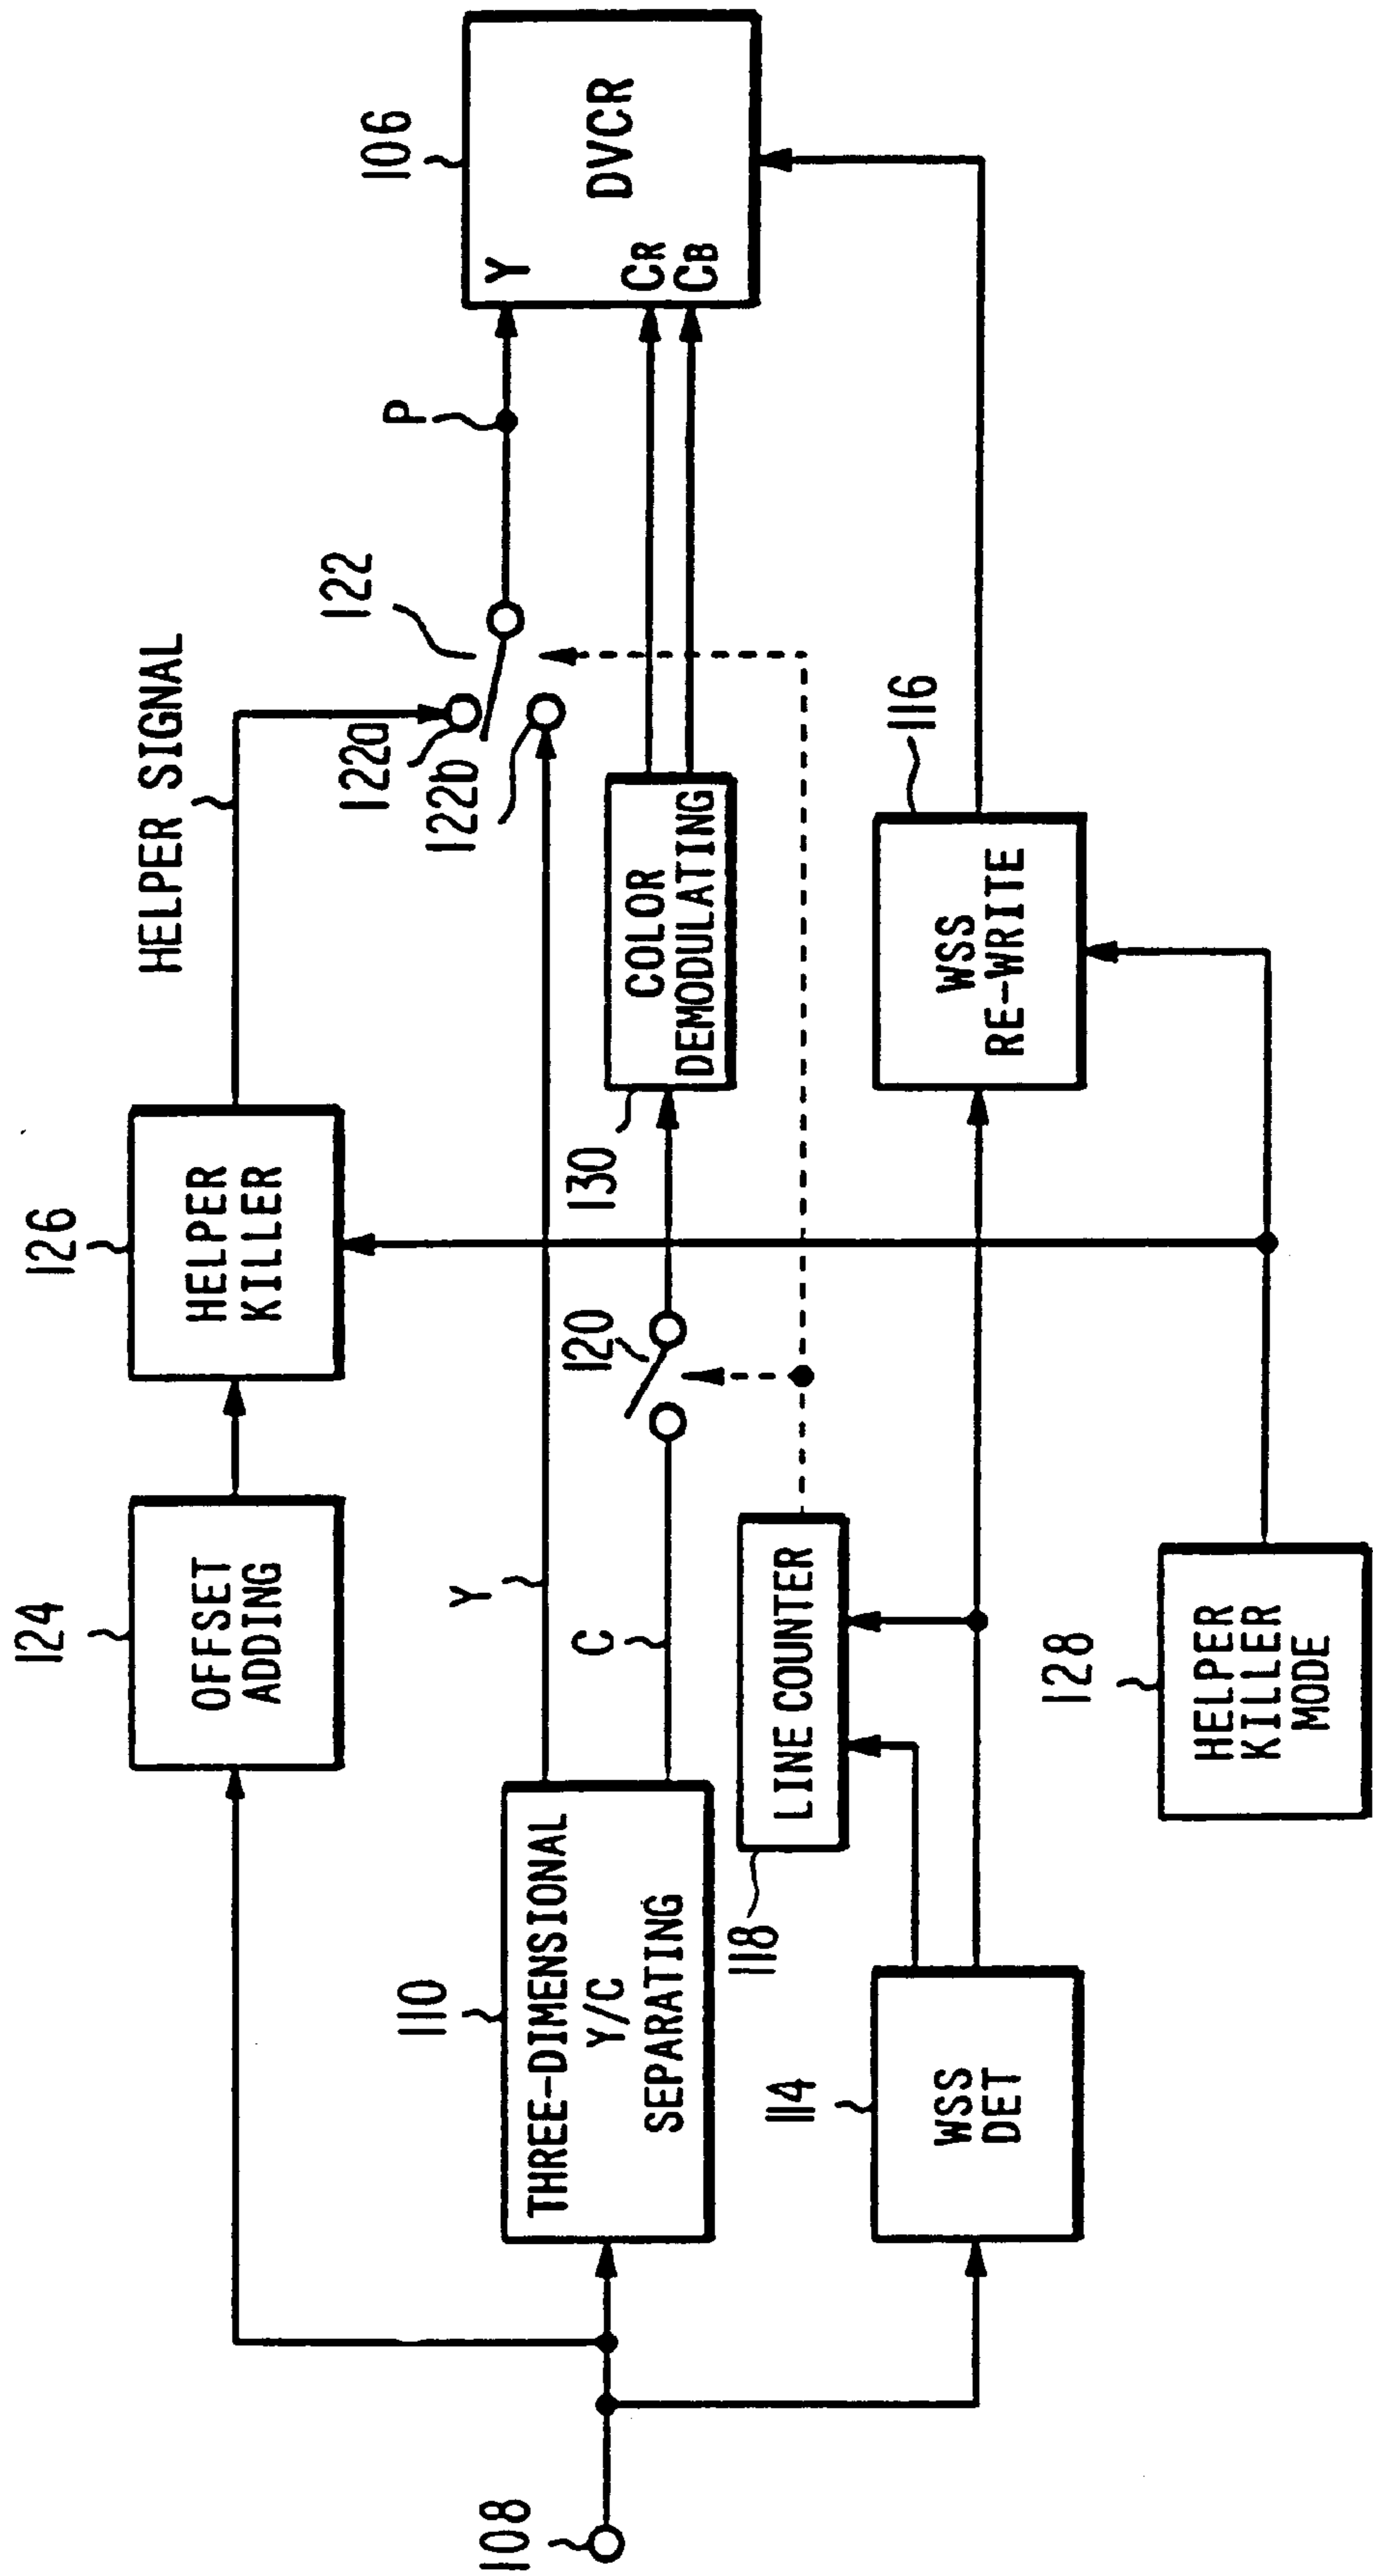 124
OFFSET
ADDING
126
HELPER
KILLER
HELPER SIGNAL
122
122a
122b
P
106
DVCR
Y
CR
CB
108
110
THREE-DIMENSIONAL
Y/C
SEPARATING
Y
C
120
130
COLOR
DEMODULATING
118
LINE COUNTER
114
WSS
DET
116
WSS
RE-WRITE
128
HELPER
KILLER
MODE